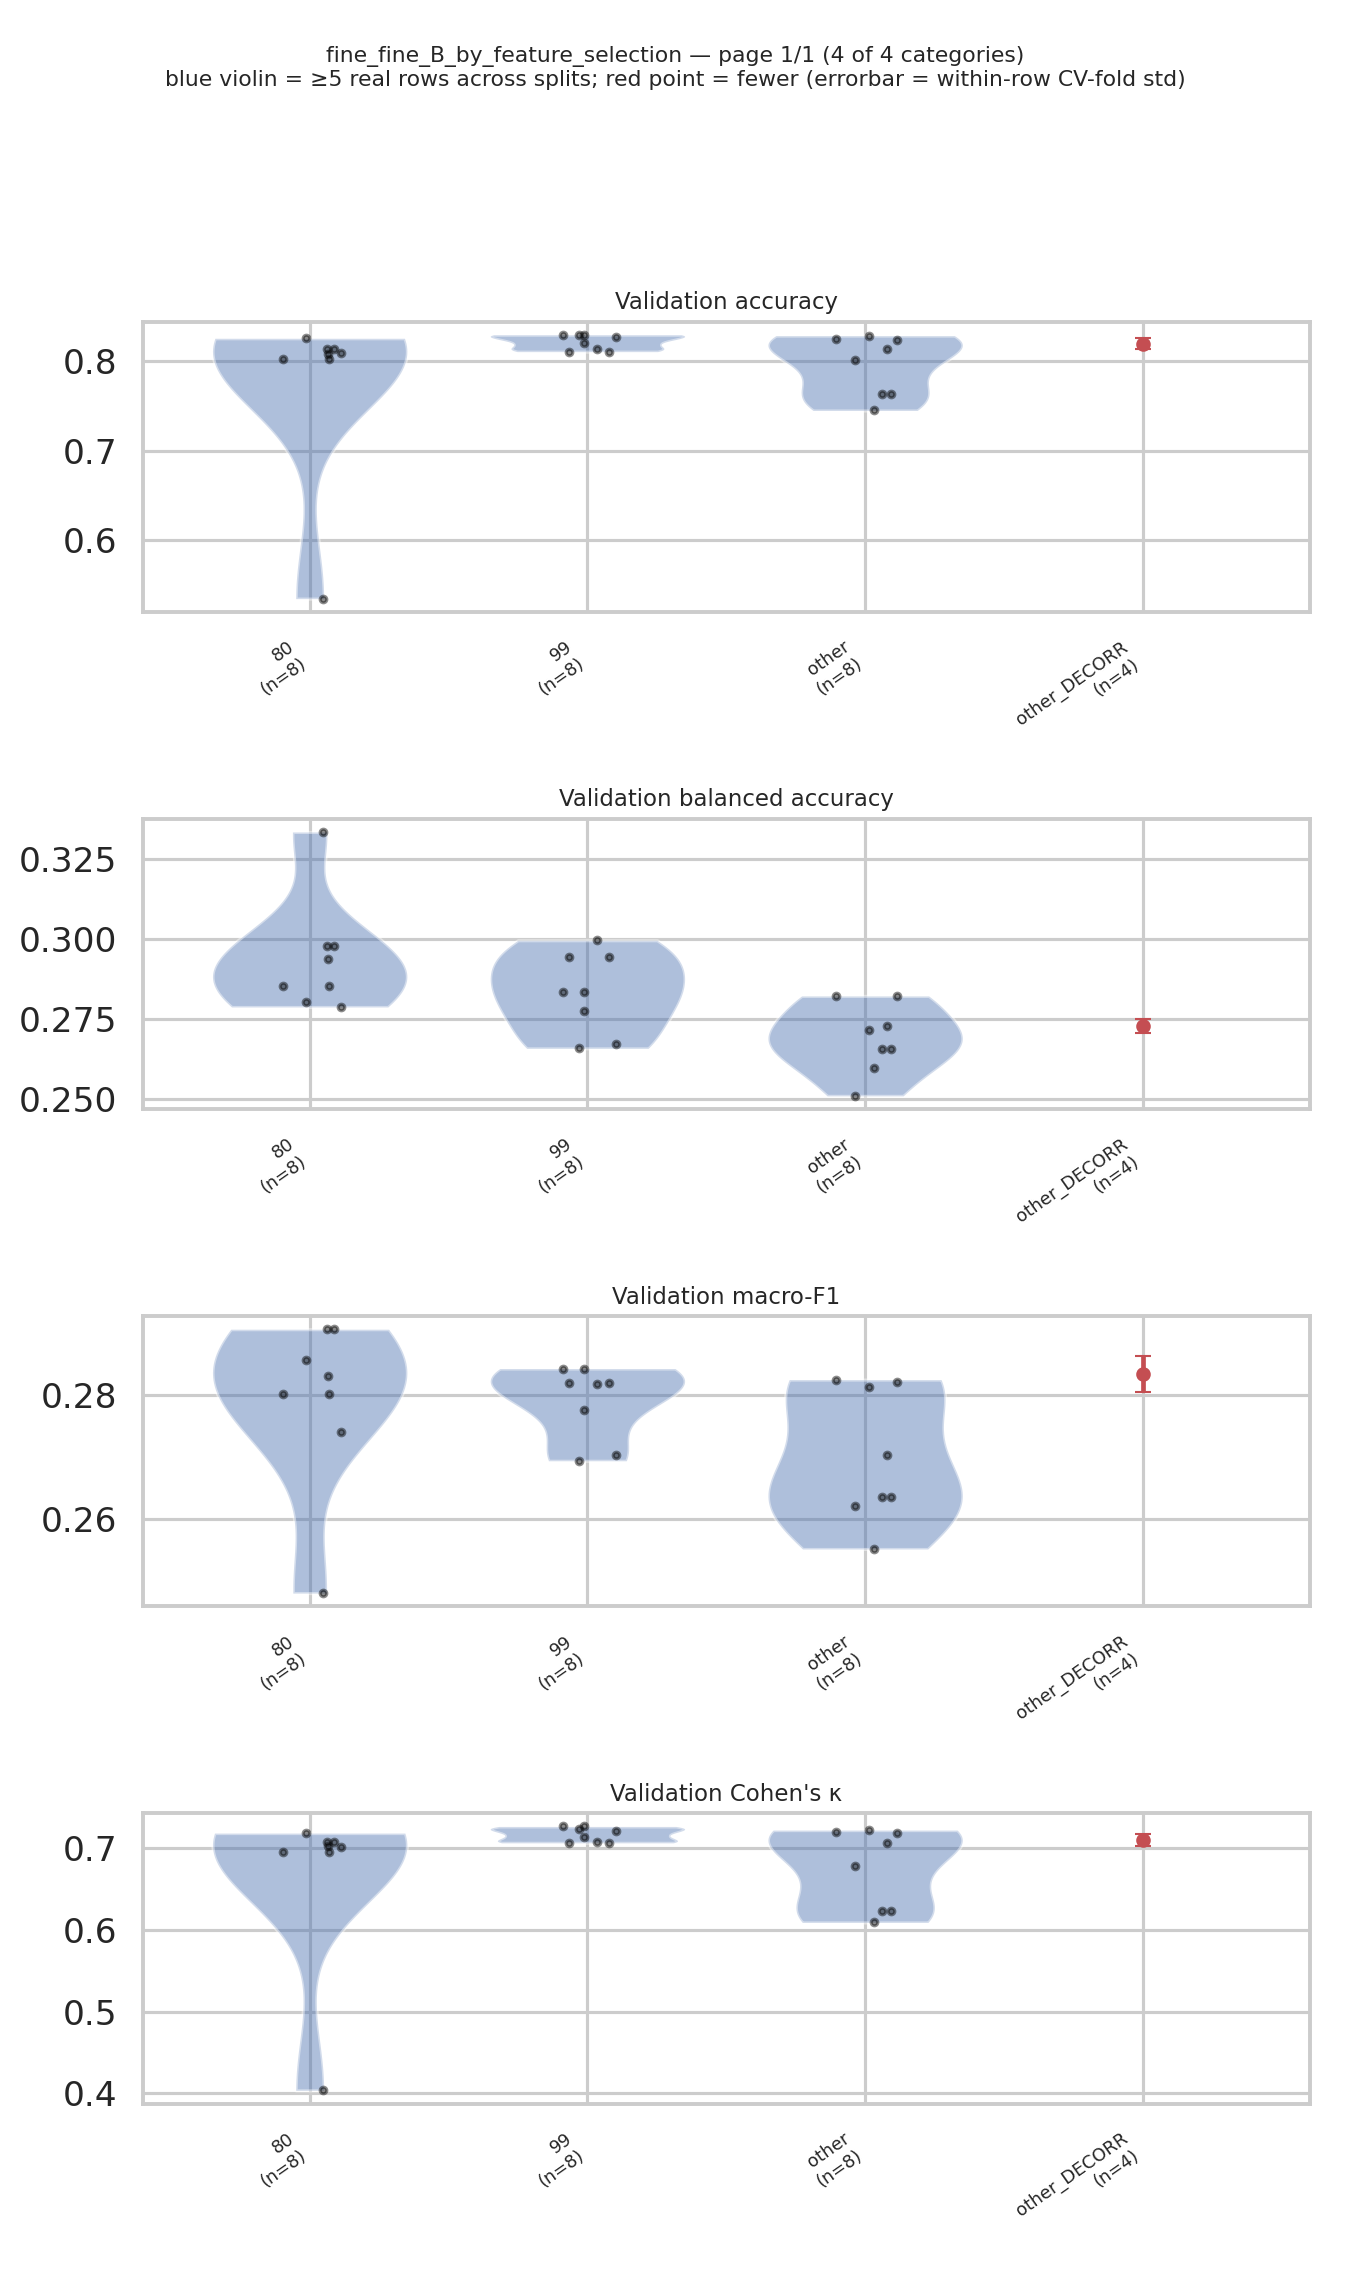 fine_fine_B_by_feature_selection — page 1/1 (4 of 4 categories)
blue violin = ≥5 real rows across splits; red point = fewer (errorbar = within-row CV-fold std)
Validation accuracy
0.8
0.7
0.6
80
(n=8)
99
(n=8)
other
(n=8)
other_DECORR
(n=4)
Validation balanced accuracy
0.325
0.300
0.275
0.250
80
(n=8)
99
(n=8)
other
(n=8)
other_DECORR
(n=4)
Validation macro-F1
0.28
0.26
80
(n=8)
99
(n=8)
other
(n=8)
other_DECORR
(n=4)
Validation Cohen's κ
0.7
0.6
0.5
0.4
80
(n=8)
99
(n=8)
other
(n=8)
other_DECORR
(n=4)